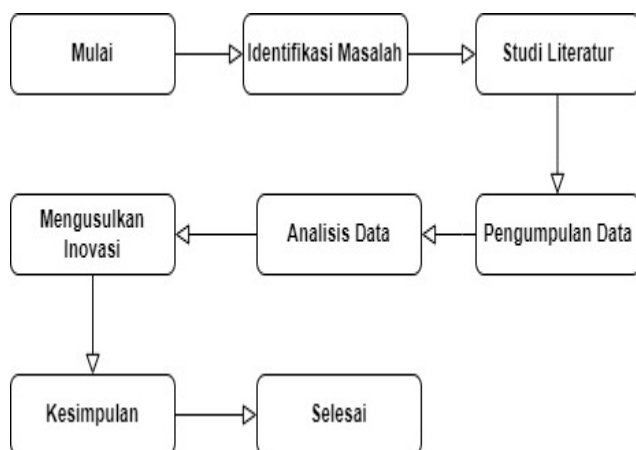 Mulai
Identifikasi Masalah
Studi Literatur
Pengumpulan Data
Analisis Data
Mengusulkan
Inovasi
Kesimpulan
Selesai